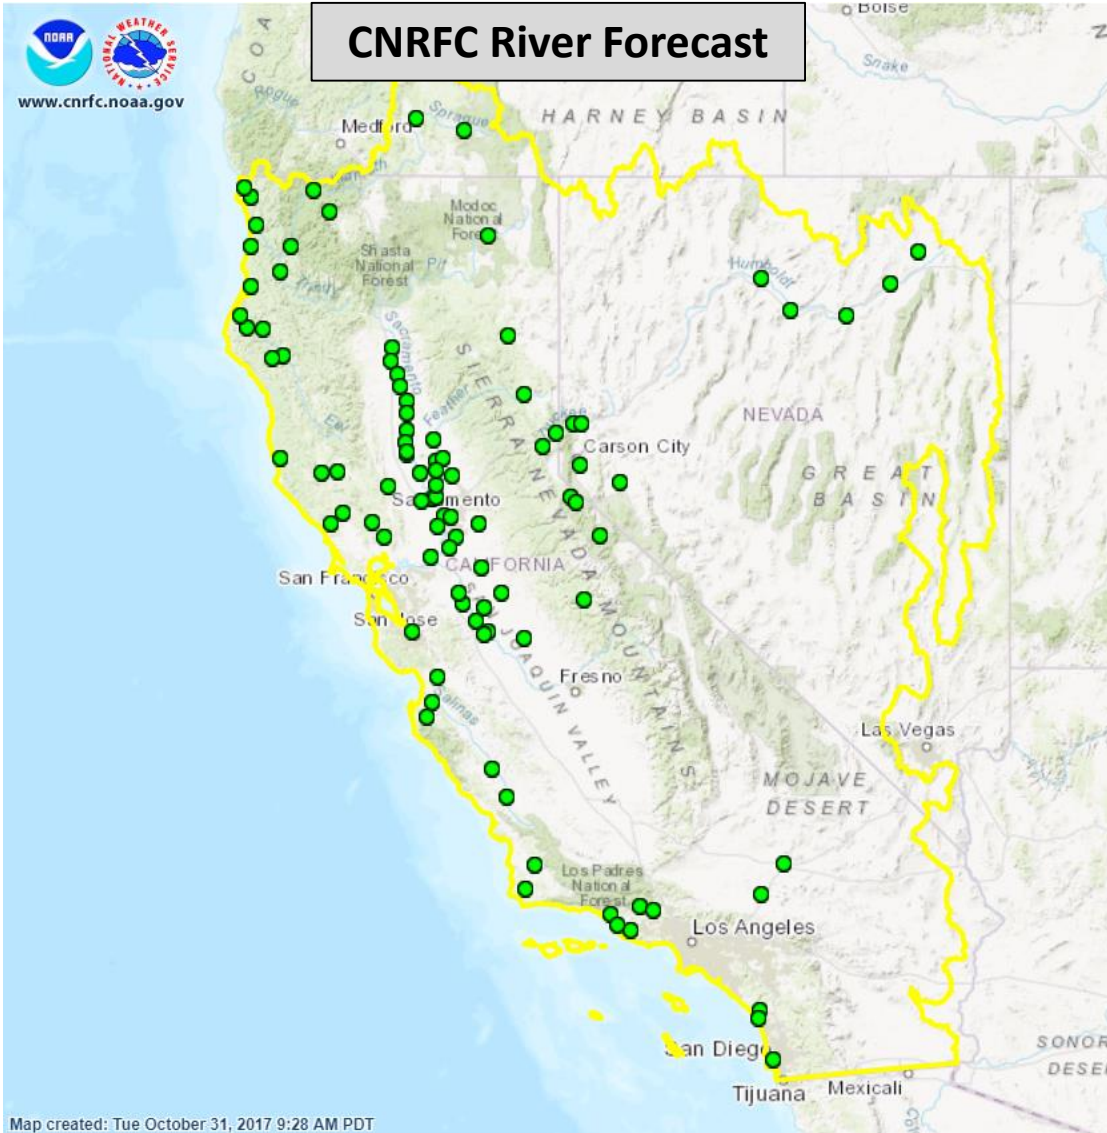 CNRFC River Forecast
NOAA
NATIONAL WEATHER SERVICE
www.cnrfc.noaa.gov
Boise
Snake
COA
Rogue
Sprague
HARNEY BASIN
Medford
Klamath
Modoc
National
Forest
Shasta
National
Forest
Pit
Trinity
Humboldt
Sacramento
Feather
Eel
Truckee
SIERRA NEVADA MOUNTAINS
NEVADA
Carson City
GREAT
BASIN
Sacramento
CALIFORNIA
San Francisco
San Jose
SAN JOAQUIN VALLEY
Fresno
Salinas
Las Vegas
MOJAVE
DESERT
Los Padres
National
Forest
Los Angeles
San Diego
SONOR
DESE
Tijuana
Mexicali
Map created: Tue October 31, 2017 9:28 AM PDT